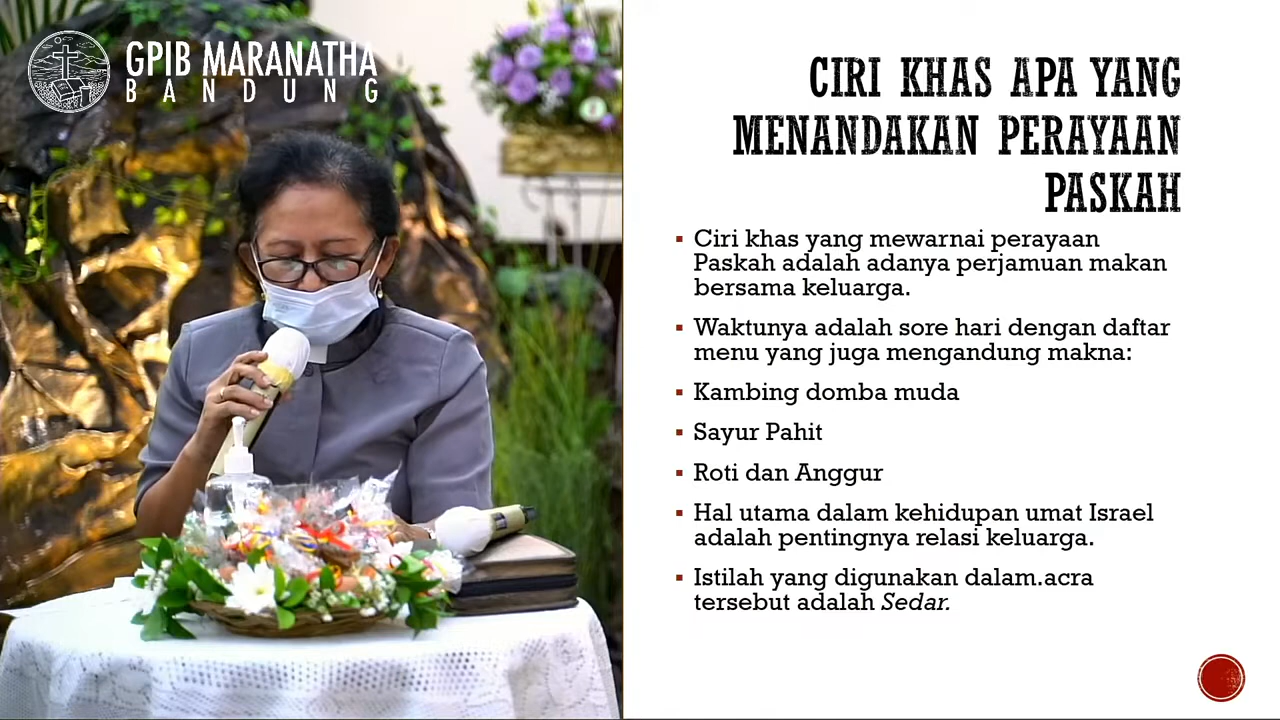 GPIB MARANATHA
BANDUNG
CIRI KHAS APA YANG
MENANDAKAN PERAYAAN
PASKAH
Ciri khas yang mewarnai perayaan
Paskah adalah adanya perjamuan makan
bersama keluarga.
Waktunya adalah sore hari dengan daftar
menu yang juga mengandung makna:
Kambing domba muda
Sayur Pahit
Roti dan Anggur
Hal utama dalam kehidupan umat Israel
adalah pentingnya relasi keluarga.
Istilah yang digunakan dalam.acra
tersebut adalah Sedar.